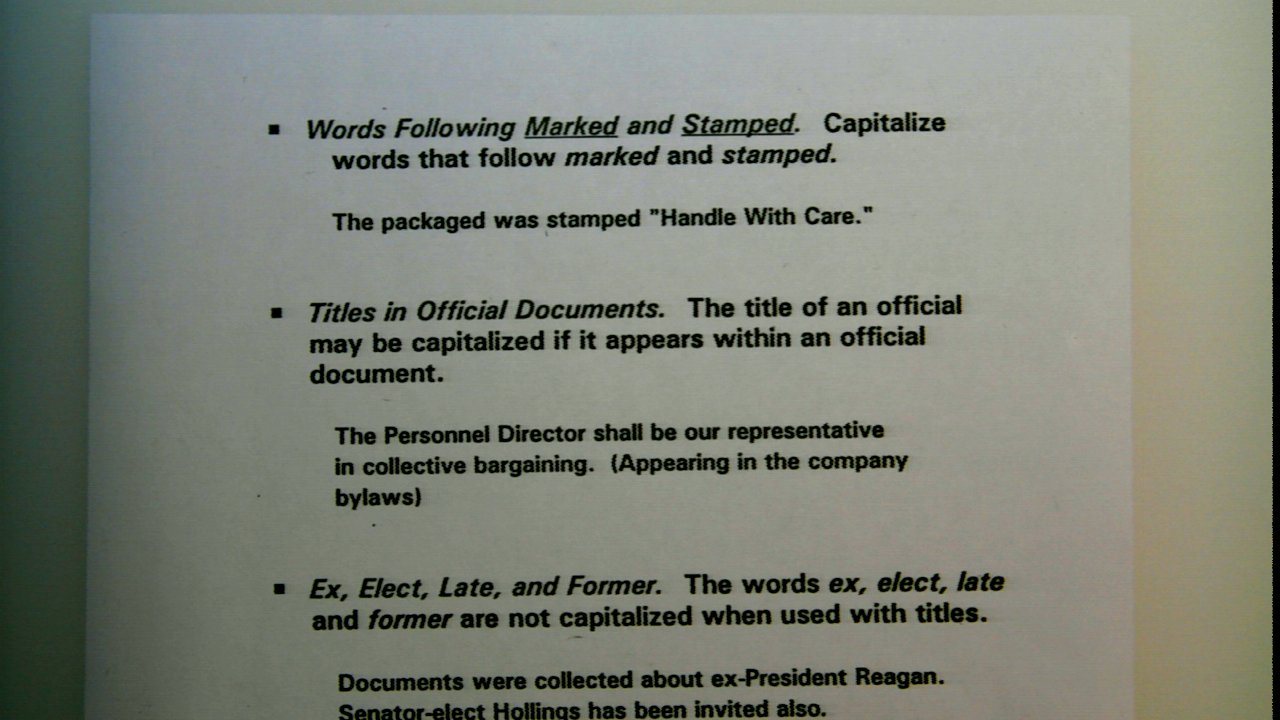 ▪ Words Following Marked and Stamped. Capitalize
words that follow marked and stamped.
The packaged was stamped "Handle With Care."
▪ Titles in Official Documents. The title of an official
may be capitalized if it appears within an official
document.
The Personnel Director shall be our representative
in collective bargaining. (Appearing in the company
bylaws)
▪ Ex, Elect, Late, and Former. The words ex, elect, late
and former are not capitalized when used with titles.
Documents were collected about ex-President Reagan.
Senator-elect Hollings has been invited also.